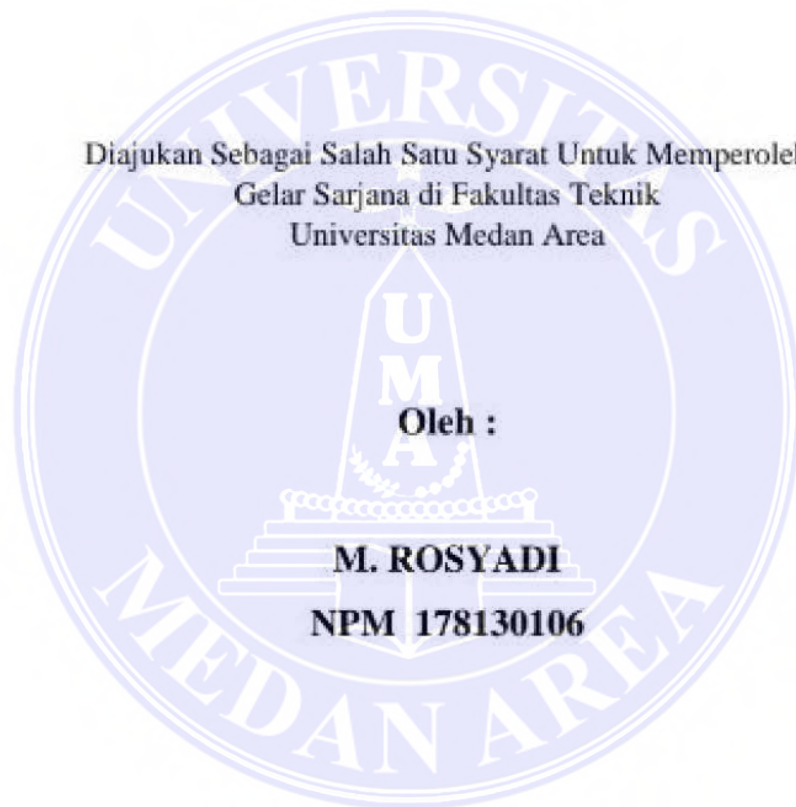 Diajukan Sebagai Salah Satu Syarat Untuk Memperoleh
Gelar Sarjana di Fakultas Teknik
Universitas Medan Area
Oleh :
M. ROSYADI
NPM 178130106
UNIVERSITAS
MEDAN AREA
UMA